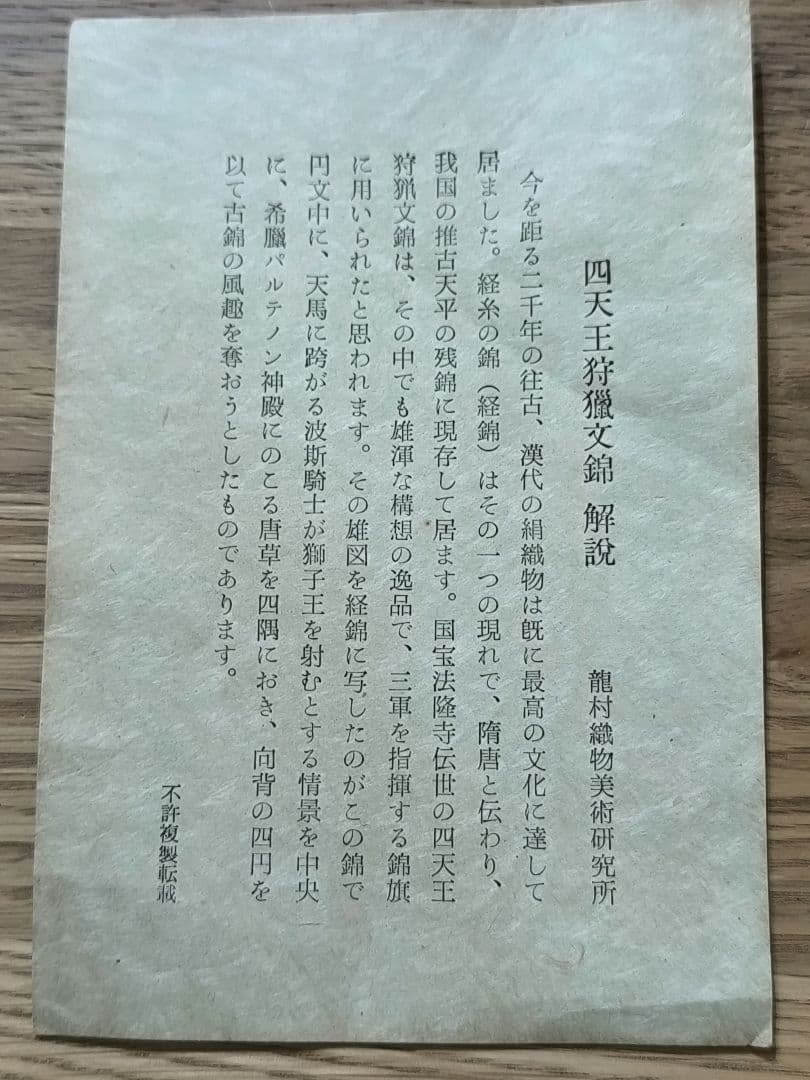 四天王狩獵文錦 解説
龍村織物美術研究所
今を距る二千年の往古、漢代の絹織物は既に最高の文化に達して
居ました。経糸の錦（経錦）はその一つの現れで、隋唐と伝わり、
我国の推古天平の残錦に現存して居ます。国宝法隆寺伝世の四天王
狩猟文錦は、その中でも雄渾な構想の逸品で、三軍を指揮する錦旗
に用いられたと思われます。その雄図を経錦に写したのがこの錦で
円文中に、天馬に跨がる波斯騎士が獅子王を射むとする情景を中央
に、希臘パルテノン神殿にのこる唐草を四隅におき、向背の四円を
以て古錦の風趣を奪おうとしたものであります。
不許複製転載